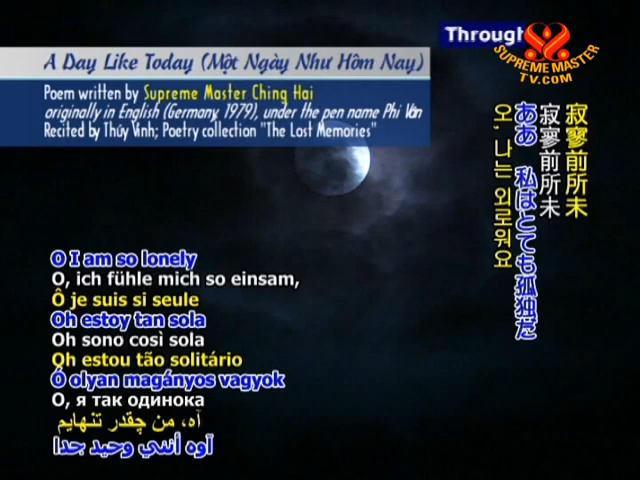 Through
SUPREME MASTER
TV.COM
A Day Like Today (Một Ngày Như Hôm Nay)
Poem written by Supreme Master Ching Hai
originally in English (Germany, 1979), under the pen name Phi Vân
Recited by Thúy Vinh; Poetry collection "The Lost Memories"
寂寥前所未
寂寥前所未
ああ 私はとても孤独だ
오, 나는 외로워요
O I am so lonely
O, ich fühle mich so einsam,
Ô je suis si seule
Oh estoy tan sola
Oh sono così sola
Oh estou tão solitário
Ó olyan magányos vagyok
О, я так одинока
آه، من چقدر تنهایم
آوه أنني وحيد جدا